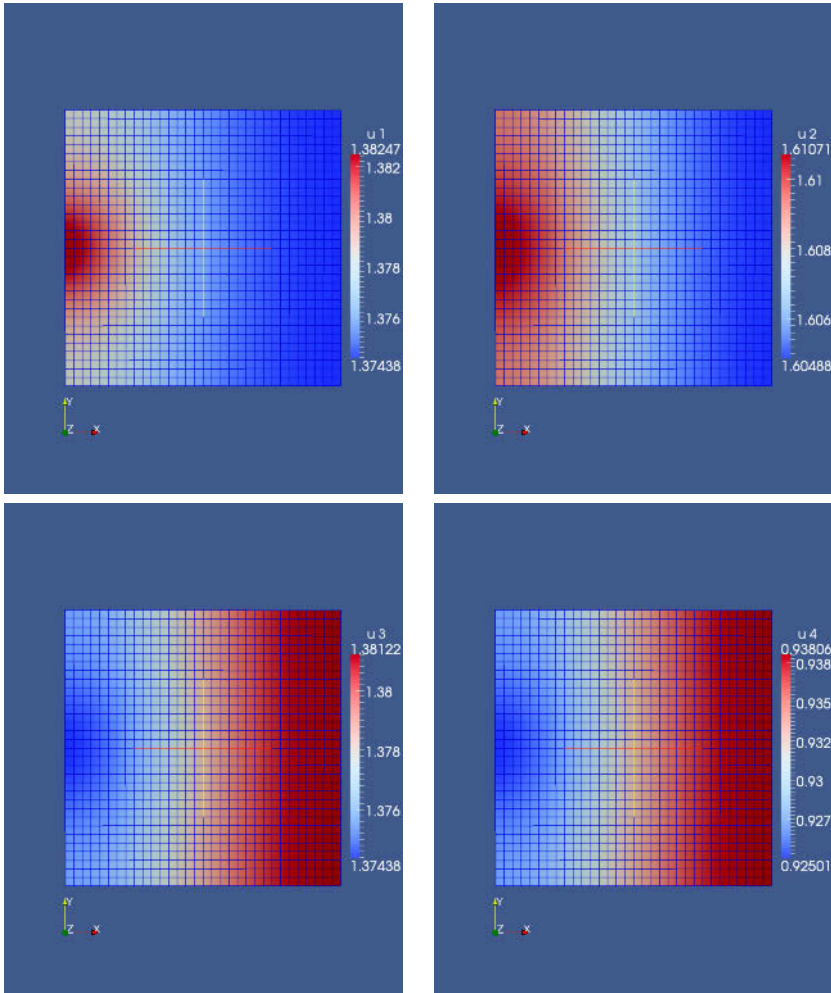 u 1
1.38247
1.382
1.38
1.378
1.376
1.37438
Y
Z X
u 2
1.61071
1.61
1.608
1.606
1.60488
Y
Z X
u 3
1.38122
1.38
1.378
1.376
1.37438
Y
Z X
u 4
0.93806
0.938
0.935
0.932
0.93
0.927
0.92501
Y
Z X